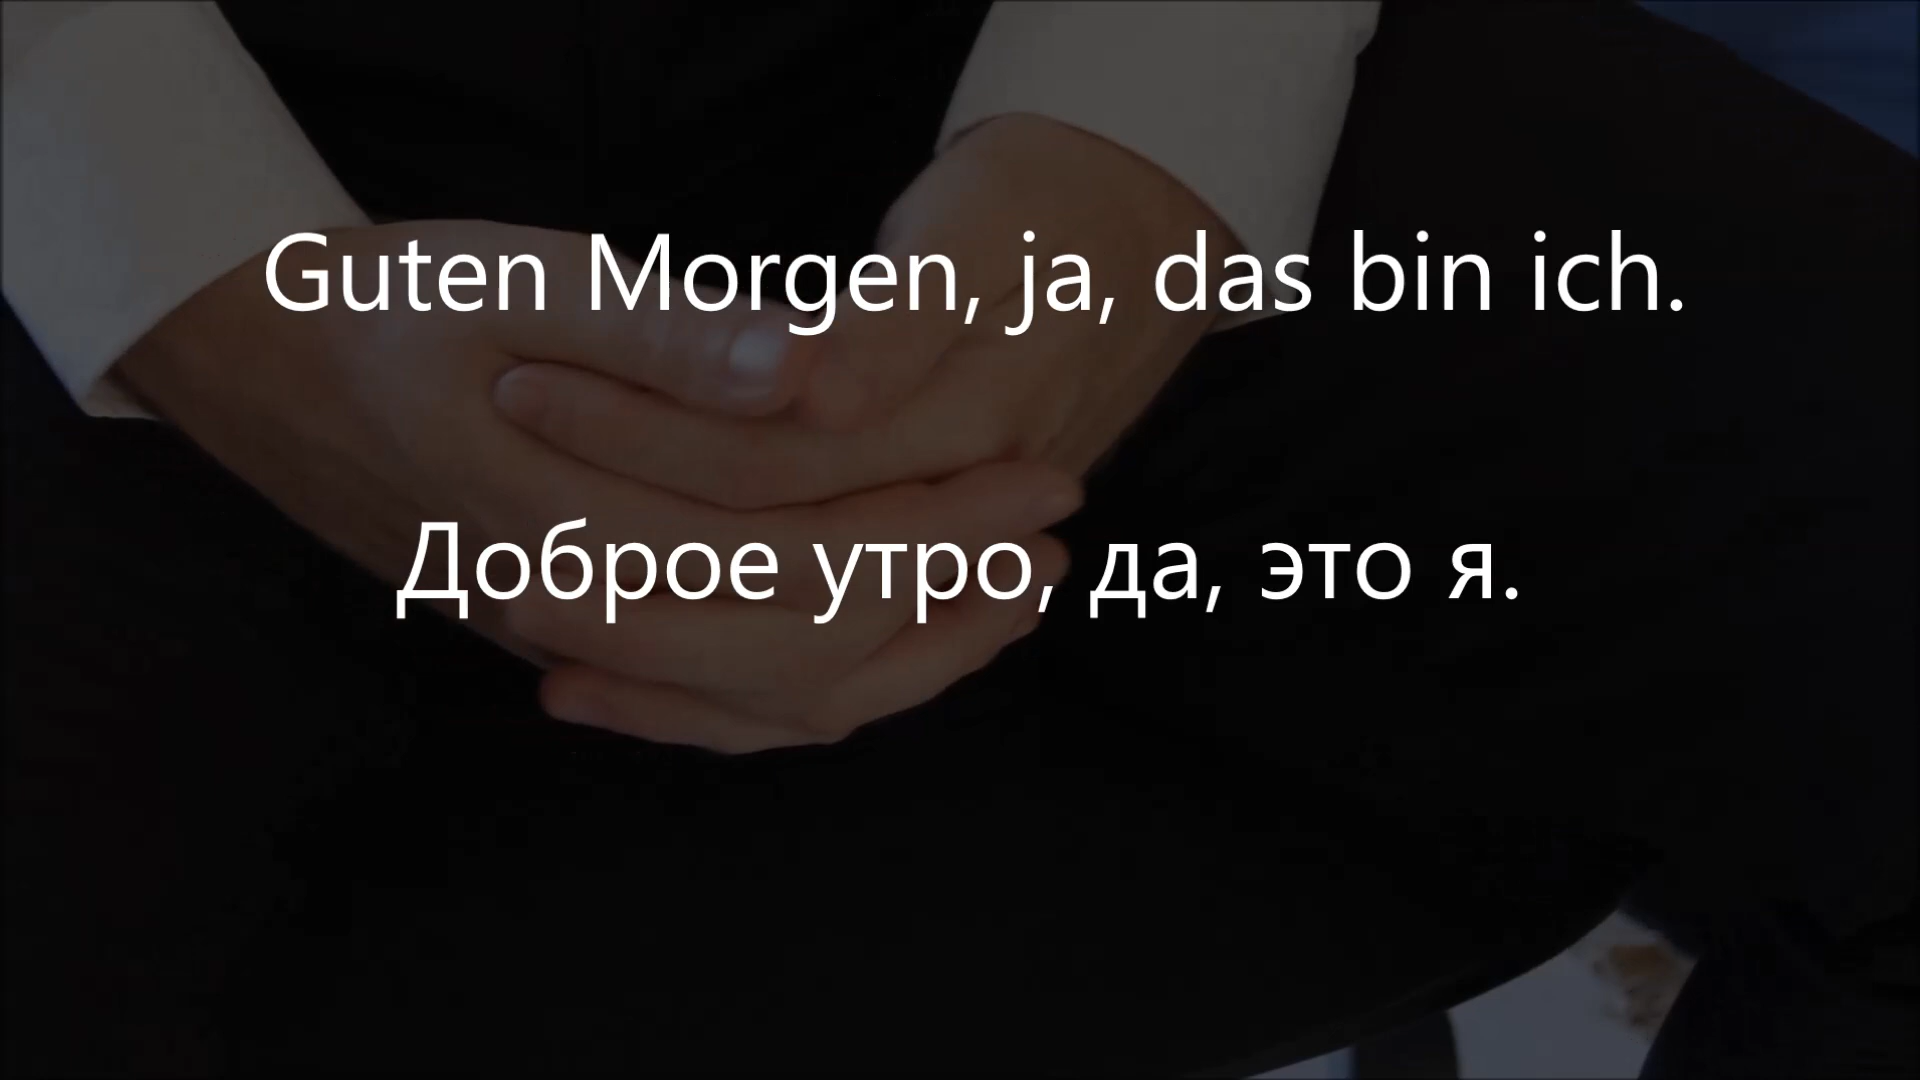 Guten Morgen, ja, das bin ich.
Доброе утро, да, это я.